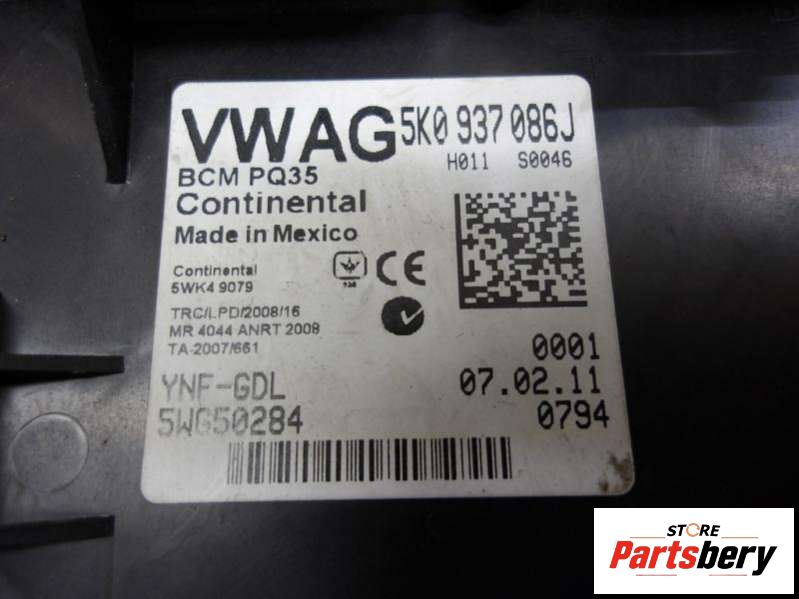 VWAG 5K0 937 086J
H011 S0046
BCM PQ35
Continental
Made in Mexico
Continental
5WK4 9079
TRC/LPD/2008/16
MR 4044 ANRT 2008
TA-2007/661
CE
0001
YNF-GDL 07.02.11
5WG50284 0794
STORE
Partsbery